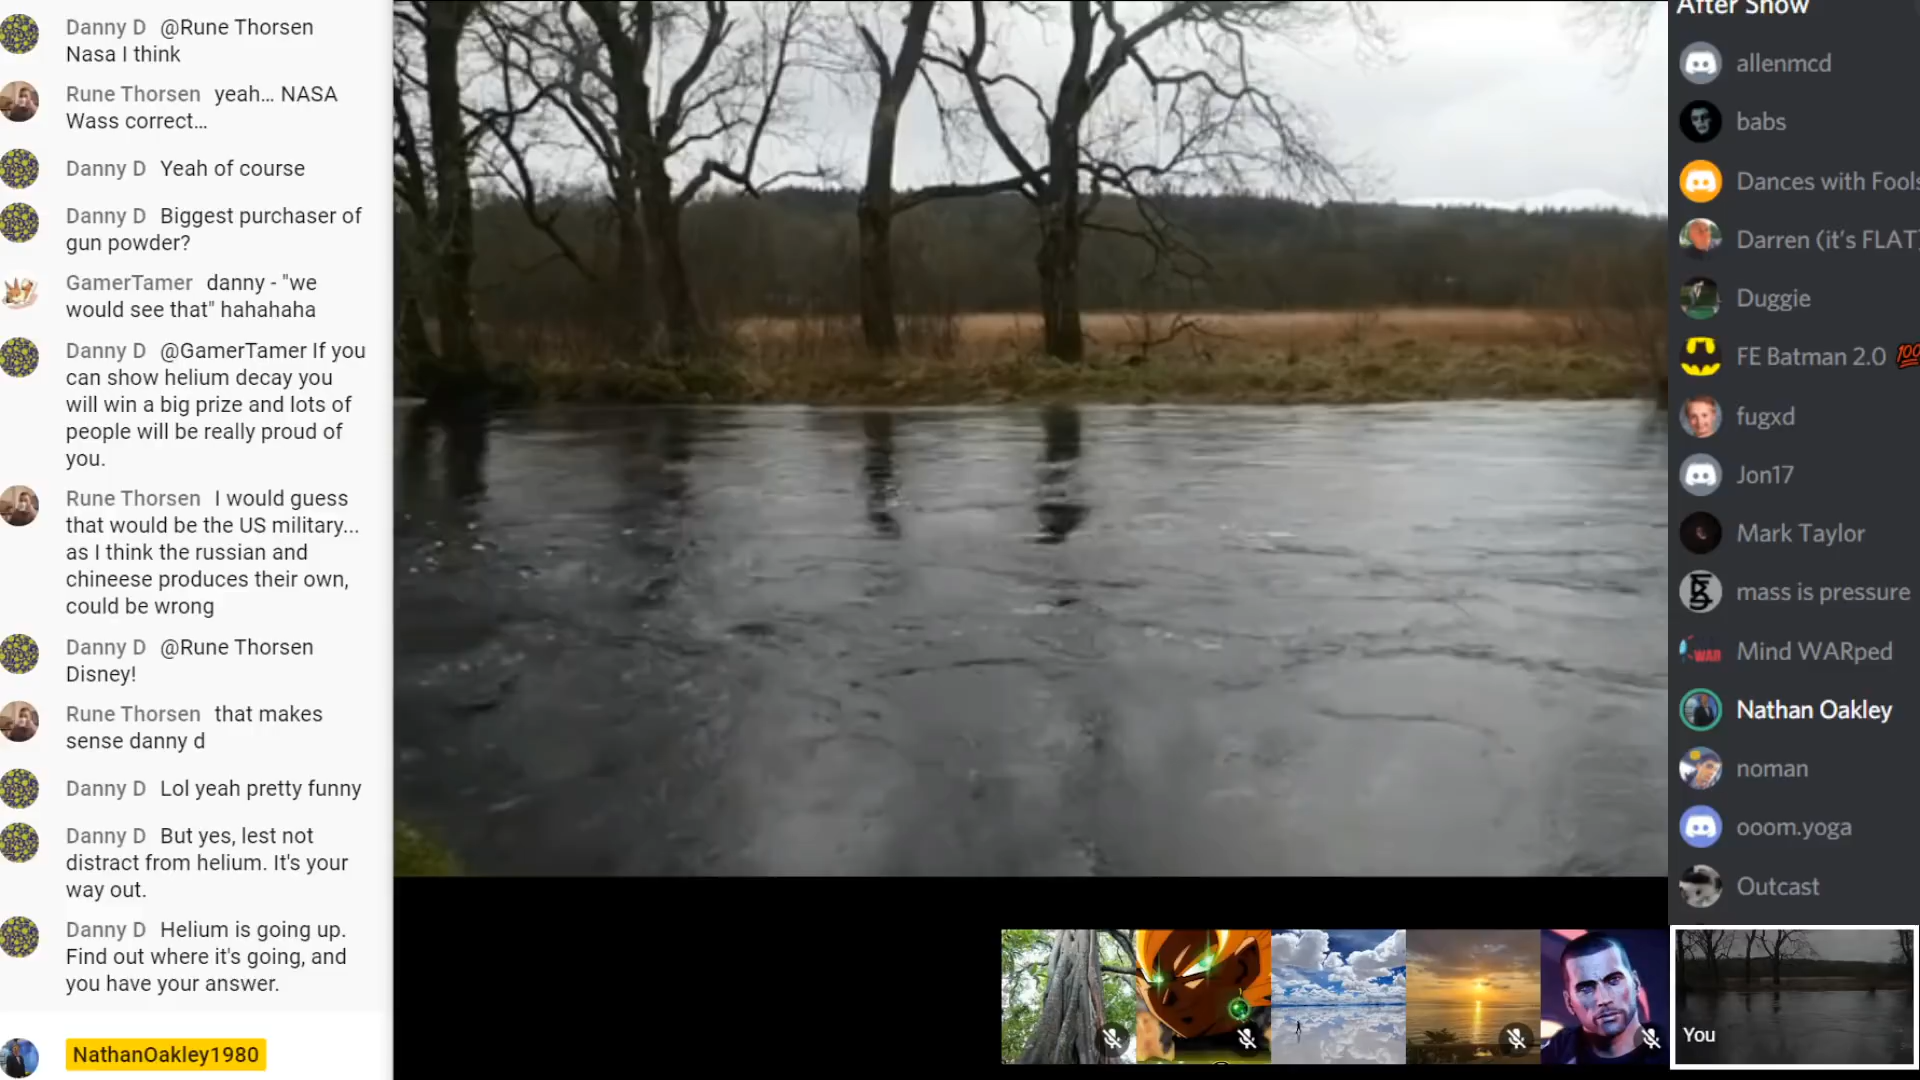 Danny D @Rune Thorsen
Nasa I think
Rune Thorsen yeah... NASA
Wass correct...
Danny D Yeah of course
Danny D Biggest purchaser of
gun powder?
GamerTamer danny - "we
would see that" hahahaha
Danny D @GamerTamer If you
can show helium decay you
will win a big prize and lots of
people will be really proud of
you.
Rune Thorsen I would guess
that would be the US military...
as I think the russian and
chineese produces their own,
could be wrong
Danny D @Rune Thorsen
Disney!
Rune Thorsen that makes
sense danny d
Danny D Lol yeah pretty funny
Danny D But yes, lest not
distract from helium. It's your
way out.
Danny D Helium is going up.
Find out where it's going, and
you have your answer.
NathanOakley1980
After Show
allenmcd
babs
Dances with Fools
Darren (it's FLAT)
Duggie
FE Batman 2.0 💯
fugxd
Jon17
Mark Taylor
mass is pressure
WAR Mind WARped
Nathan Oakley
noman
ooom.yoga
Outcast
You